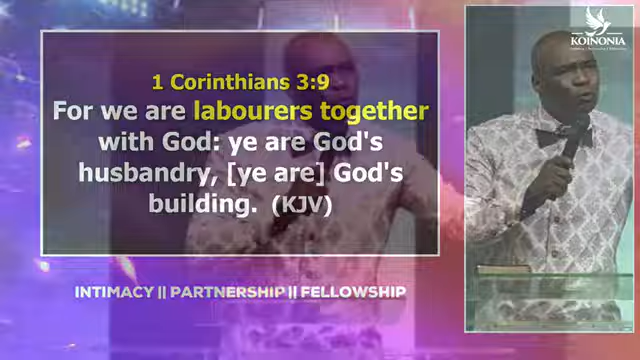 1 Corinthians 3:9
For we are labourers together
with God: ye are God's
husbandry, [ye are] God's
building. (KJV)
INTIMACY || PARTNERSHIP || FELLOWSHIP
KOINONIA